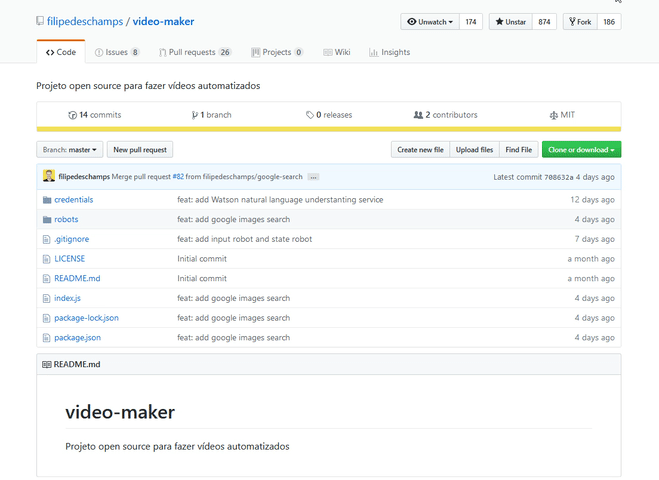 filipedeschamps / video-maker
Unwatch 174 Unstar 874 Fork 186
Code Issues 8 Pull requests 26 Projects 0 Wiki Insights
Projeto open source para fazer vídeos automatizados
14 commits 1 branch 0 releases 2 contributors MIT
Branch: master New pull request Create new file Upload files Find File Clone or download
filipedeschamps Merge pull request #82 from filipedeschamps/google-search ... Latest commit 708632a 4 days ago
credentials feat: add Watson natural language understanting service 12 days ago
robots feat: add google images search 4 days ago
.gitignore feat: add input robot and state robot 7 days ago
LICENSE Initial commit a month ago
README.md Initial commit a month ago
index.js feat: add google images search 4 days ago
package-lock.json feat: add google images search 4 days ago
package.json feat: add google images search 4 days ago
README.md
video-maker
Projeto open source para fazer vídeos automatizados